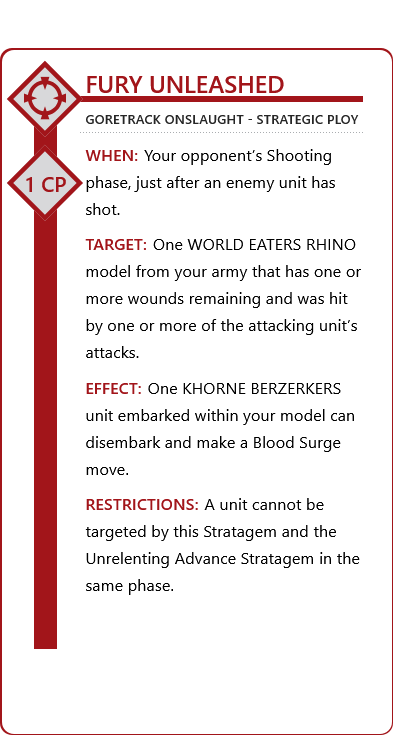 FURY UNLEASHED
GORETRACK ONSLAUGHT - STRATEGIC PLOY
WHEN: Your opponent’s Shooting
phase, just after an enemy unit has
shot.
1 CP
TARGET: One WORLD EATERS RHINO
model from your army that has one or
more wounds remaining and was hit
by one or more of the attacking unit’s
attacks.
EFFECT: One KHORNE BERZERKERS
unit embarked within your model can
disembark and make a Blood Surge
move.
RESTRICTIONS: A unit cannot be
targeted by this Stratagem and the
Unrelenting Advance Stratagem in the
same phase.